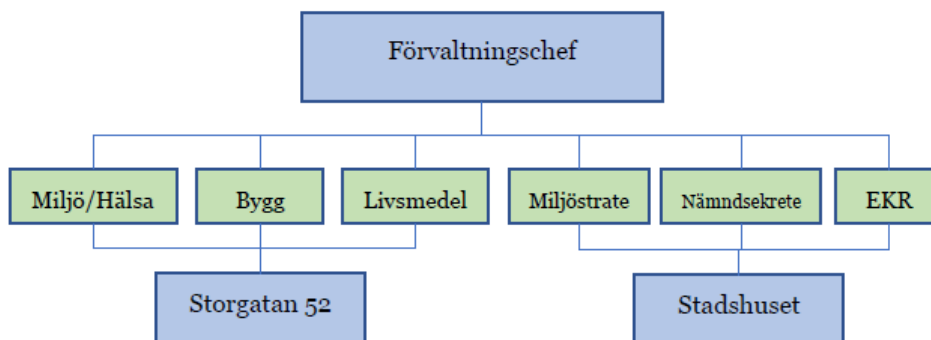 Förvaltningschef
Miljö/Hälsa
Bygg
Livsmedel
Miljöstrate
Nämndsekrete
EKR
Storgatan 52
Stadshuset